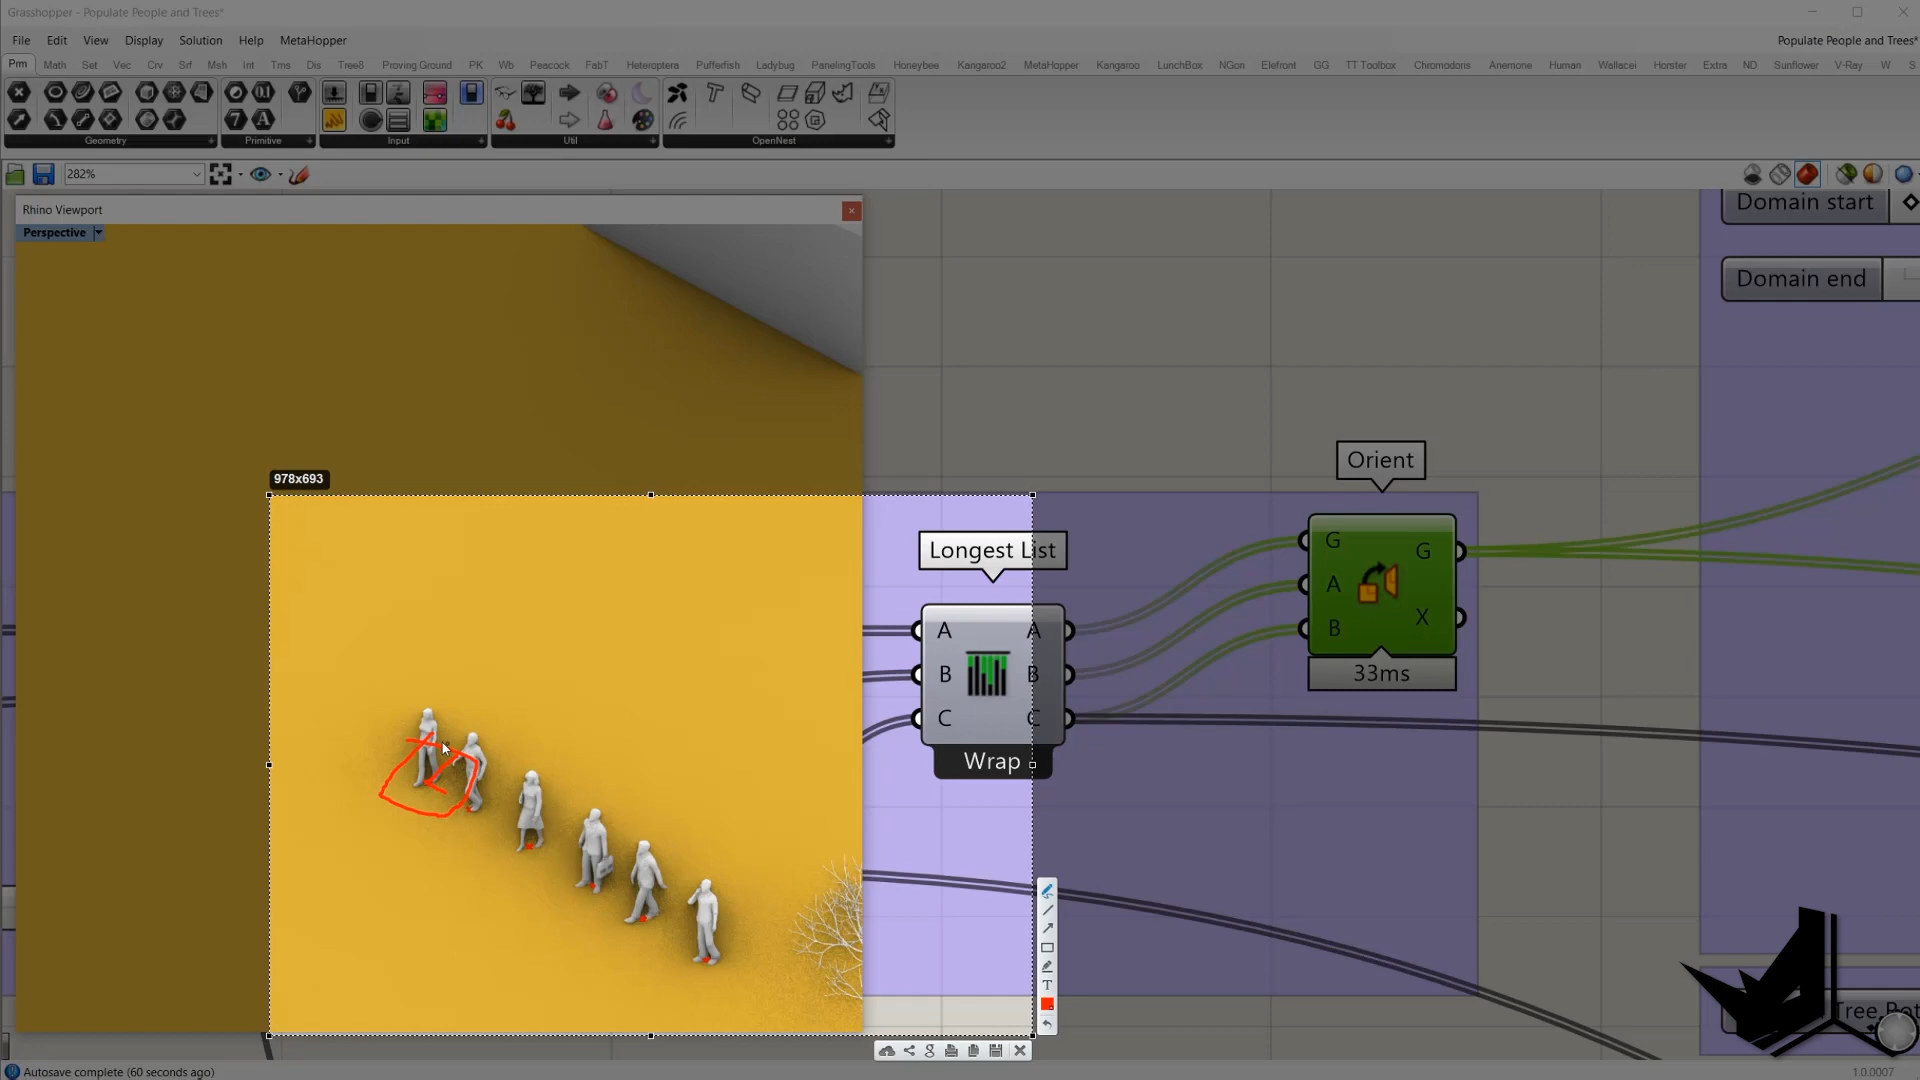 Grasshopper - Populate People and Trees*
File Edit View Display Solution Help MetaHopper
Populate People and Trees*
Prm Math Set Vec Crv Srf Msh Int Trns Dis Tree8 Proving Ground PK Wb Peacock FabT Heteroptera Pufferfish Ladybug PanelingTools Honeybee Kangaroo2 MetaHopper Kangaroo LunchBox NGon Elefront GG TT Toolbox Chromodoris Anemone Human Wallacei Horster Extra ND Sunflower V-Ray W S
Geometry Primitive Input Util OpenNest
282%
Rhino Viewport
Perspective
Domain start
Domain end
978x693
Orient
G G
A
X
B
33ms
Longest List
A A
B B
C C
Wrap
T
Tree Rot
Autosave complete (60 seconds ago)
1.0.0007